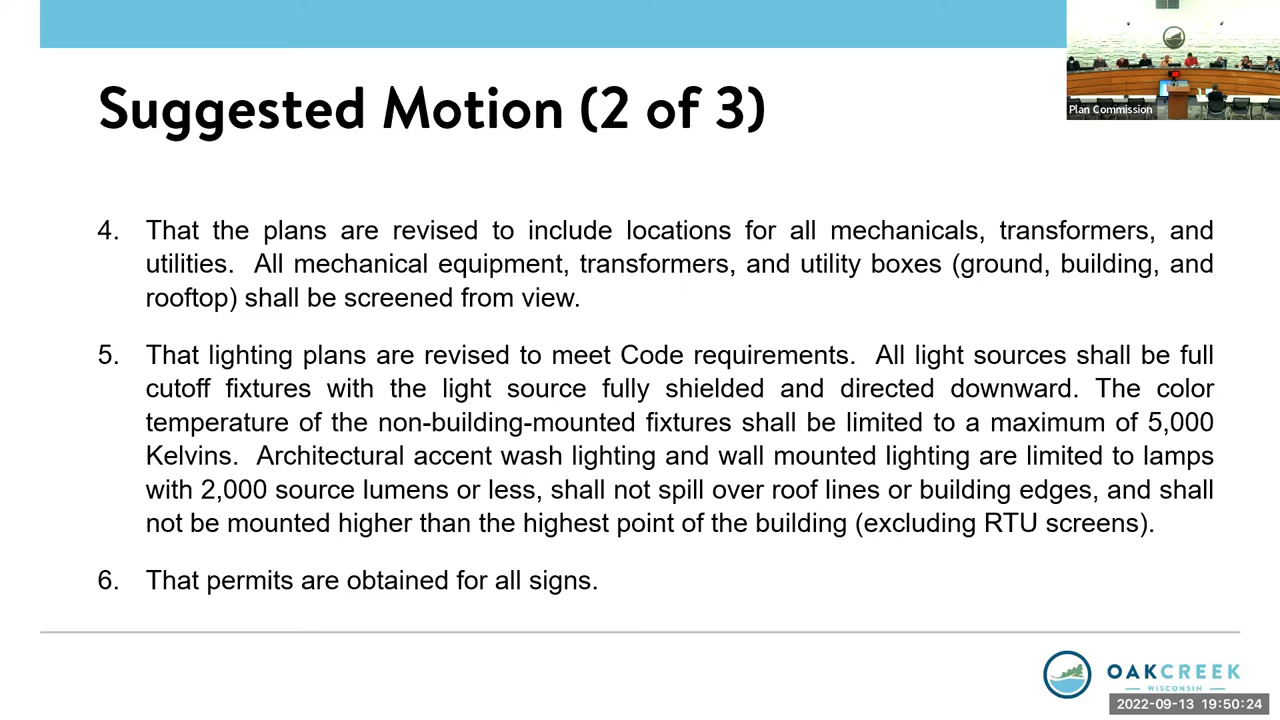 Suggested Motion (2 of 3)
Plan Commission
4. That the plans are revised to include locations for all mechanicals, transformers, and
utilities. All mechanical equipment, transformers, and utility boxes (ground, building, and
rooftop) shall be screened from view.
5. That lighting plans are revised to meet Code requirements. All light sources shall be full
cutoff fixtures with the light source fully shielded and directed downward. The color
temperature of the non-building-mounted fixtures shall be limited to a maximum of 5,000
Kelvins. Architectural accent wash lighting and wall mounted lighting are limited to lamps
with 2,000 source lumens or less, shall not spill over roof lines or building edges, and shall
not be mounted higher than the highest point of the building (excluding RTU screens).
6. That permits are obtained for all signs.
OAKCREEK
WISCONSIN
2022-09-13 19:50:24